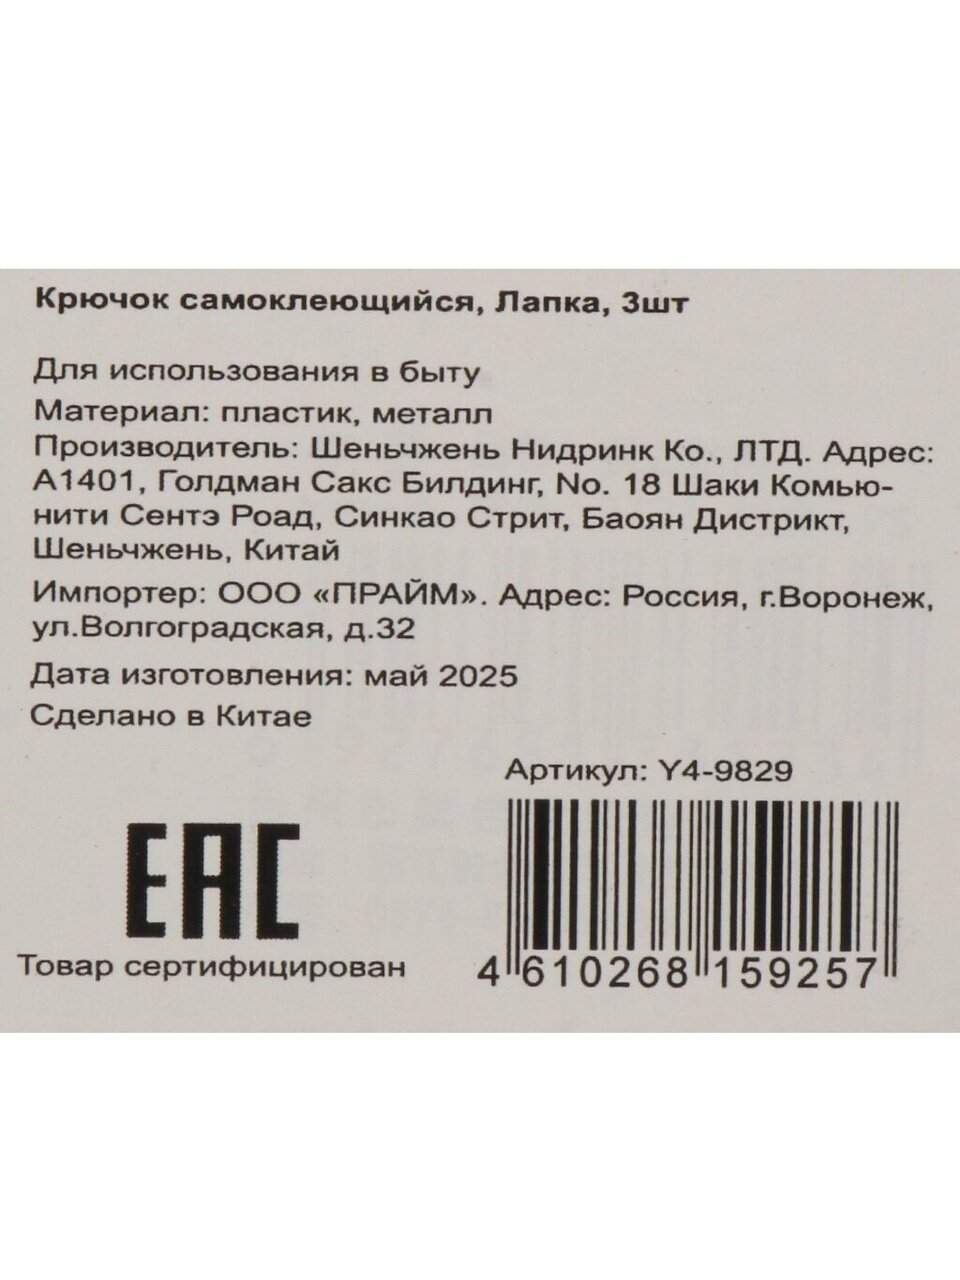 Крючок самоклеющийся, Лапка, 3шт
Для использования в быту
Материал: пластик, металл
Производитель: Шеньчжень Нидринк Ко., ЛТД. Адрес:
А1401, Голдман Сакс Билдинг, No. 18 Шаки Комью-
нити Сентэ Роад, Синкао Стрит, Баоян Дистрикт,
Шеньчжень, Китай
Импортер: ООО «ПРАЙМ». Адрес: Россия, г.Воронеж,
ул.Волгоградская, д.32
Дата изготовления: май 2025
Сделано в Китае
Артикул: Y4-9829
ЕАС
Товар сертифицирован
4 610268 159257